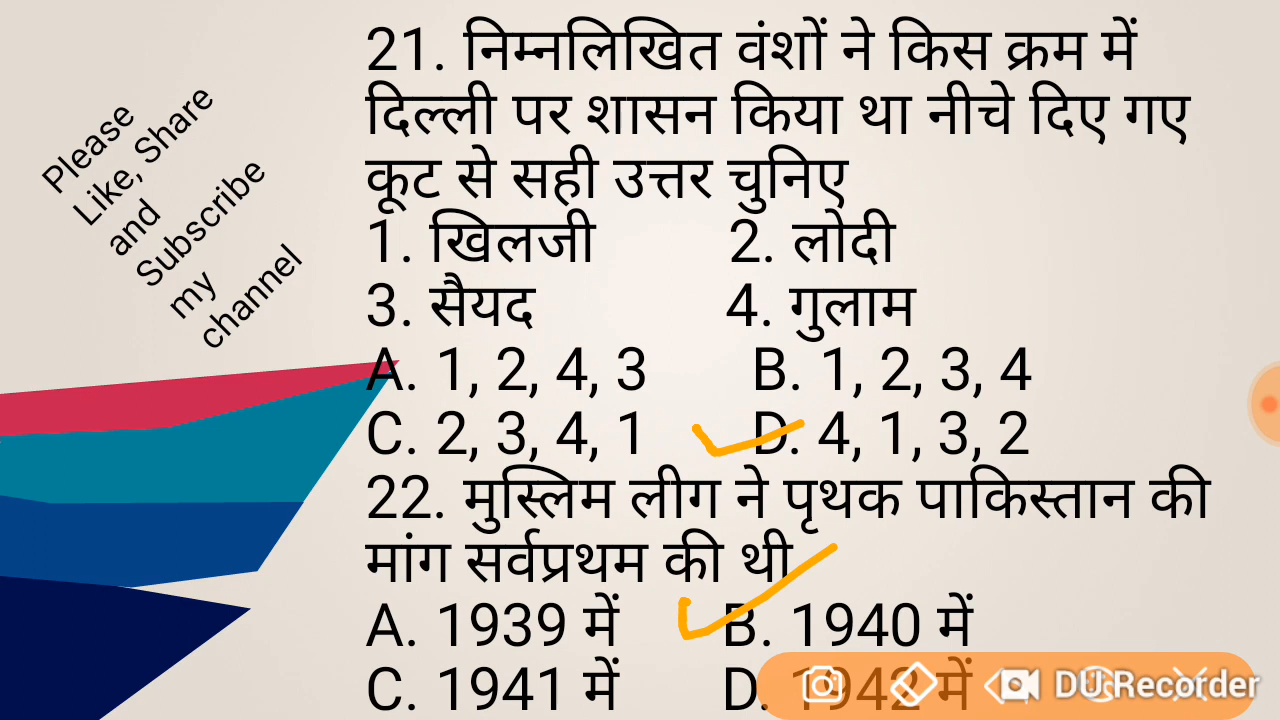 Please
Like, Share
and
Subscribe
my
channel
21. निम्नलिखित वंशों ने किस क्रम में
दिल्ली पर शासन किया था नीचे दिए गए
कूट से सही उत्तर चुनिए
1. खिलजी 2. लोदी
3. सैयद 4. गुलाम
A. 1, 2, 4, 3 B. 1, 2, 3, 4
C. 2, 3, 4, 1 D. 4, 1, 3, 2
22. मुस्लिम लीग ने पृथक पाकिस्तान की
मांग सर्वप्रथम की थी
A. 1939 में B. 1940 में
C. 1941 में D. 1942 में
DU Recorder